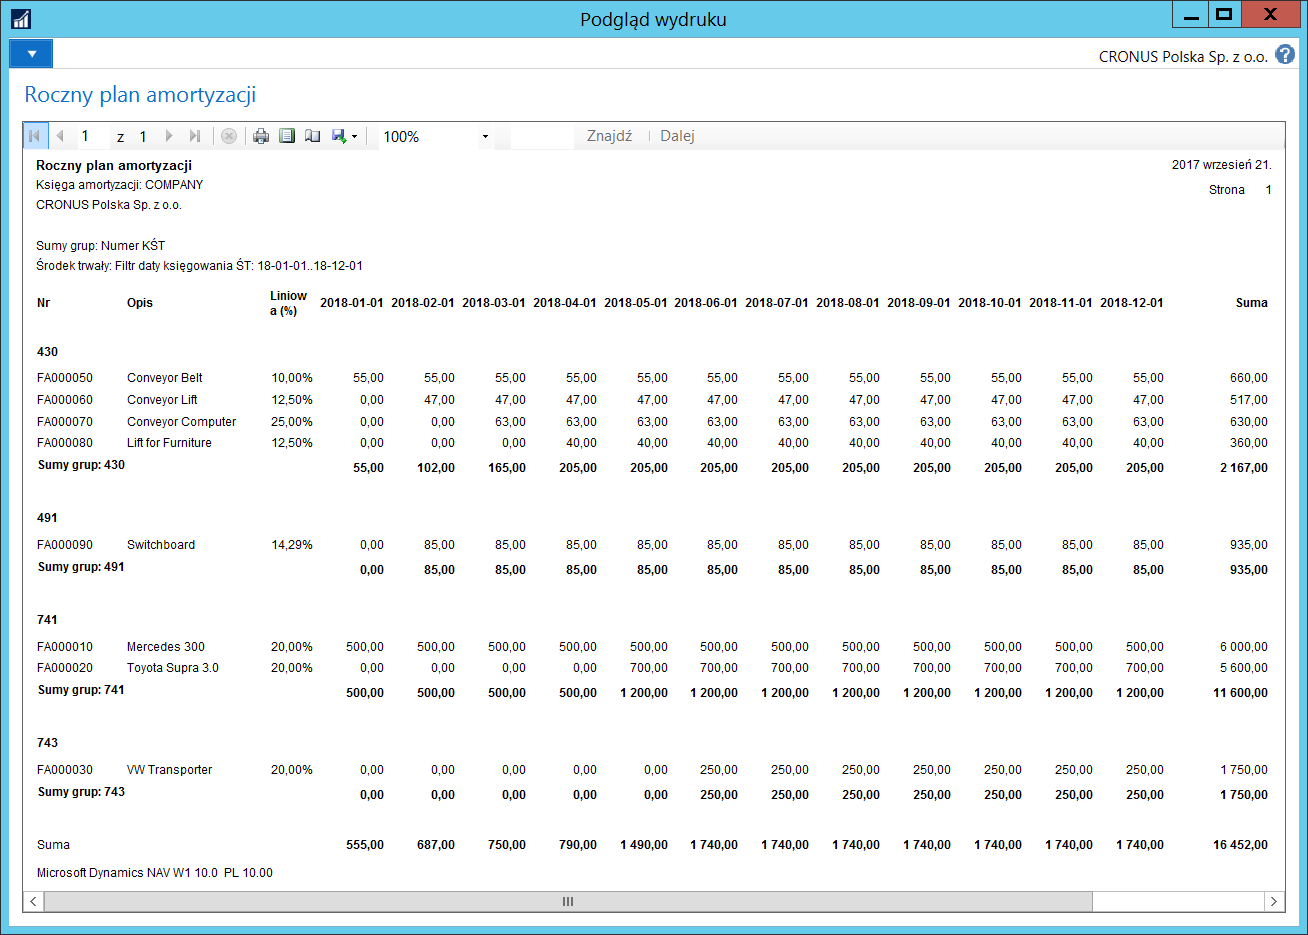 Podgląd wydruku
CRONUS Polska Sp. z o.o.
Roczny plan amortyzacji
1 z 1 100% Znajdź Dalej
Roczny plan amortyzacji 2017 wrzesień 21.
Księga amortyzacji: COMPANY Strona 1
CRONUS Polska Sp. z o.o.
Sumy grup: Numer KŚT
Środek trwały: Filtr daty księgowania ŚT: 18-01-01..18-12-01
Nr Opis Liniow 2018-01-01 2018-02-01 2018-03-01 2018-04-01 2018-05-01 2018-06-01 2018-07-01 2018-08-01 2018-09-01 2018-10-01 2018-11-01 2018-12-01 Suma
a (%)
430
FA000050 Conveyor Belt 10,00% 55,00 55,00 55,00 55,00 55,00 55,00 55,00 55,00 55,00 55,00 55,00 55,00 660,00
FA000060 Conveyor Lift 12,50% 0,00 47,00 47,00 47,00 47,00 47,00 47,00 47,00 47,00 47,00 47,00 47,00 517,00
FA000070 Conveyor Computer 25,00% 0,00 0,00 63,00 63,00 63,00 63,00 63,00 63,00 63,00 63,00 63,00 63,00 630,00
FA000080 Lift for Furniture 12,50% 0,00 0,00 0,00 40,00 40,00 40,00 40,00 40,00 40,00 40,00 40,00 40,00 360,00
Sumy grup: 430 55,00 102,00 165,00 205,00 205,00 205,00 205,00 205,00 205,00 205,00 205,00 205,00 2 167,00
491
FA000090 Switchboard 14,29% 0,00 85,00 85,00 85,00 85,00 85,00 85,00 85,00 85,00 85,00 85,00 85,00 935,00
Sumy grup: 491 0,00 85,00 85,00 85,00 85,00 85,00 85,00 85,00 85,00 85,00 85,00 85,00 935,00
741
FA000010 Mercedes 300 20,00% 500,00 500,00 500,00 500,00 500,00 500,00 500,00 500,00 500,00 500,00 500,00 500,00 6 000,00
FA000020 Toyota Supra 3.0 20,00% 0,00 0,00 0,00 0,00 700,00 700,00 700,00 700,00 700,00 700,00 700,00 700,00 5 600,00
Sumy grup: 741 500,00 500,00 500,00 500,00 1 200,00 1 200,00 1 200,00 1 200,00 1 200,00 1 200,00 1 200,00 1 200,00 11 600,00
743
FA000030 VW Transporter 20,00% 0,00 0,00 0,00 0,00 0,00 250,00 250,00 250,00 250,00 250,00 250,00 250,00 1 750,00
Sumy grup: 743 0,00 0,00 0,00 0,00 0,00 250,00 250,00 250,00 250,00 250,00 250,00 250,00 1 750,00
Suma 555,00 687,00 750,00 790,00 1 490,00 1 740,00 1 740,00 1 740,00 1 740,00 1 740,00 1 740,00 1 740,00 16 452,00
Microsoft Dynamics NAV W1 10.0 PL 10.00